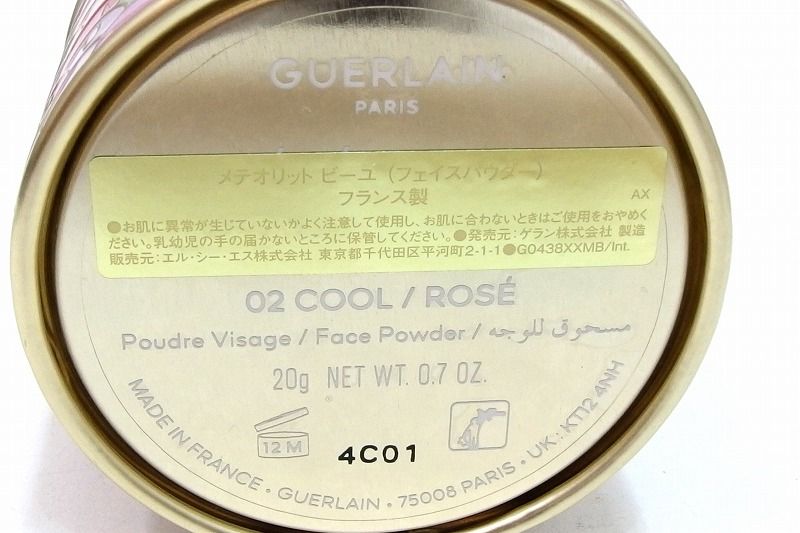 GUERLAIN
PARIS
メテオリット ビーユ (フェイスパウダー)
フランス製
AX
●お肌に異常が生じていないかよく注意して使用し、お肌に合わないときはご使用をおやめく
ださい。乳幼児の手の届かないところに保管してください。●発売元:ゲラン株式会社 製造
販売元:エル・シー・エス株式会社 東京都千代田区平河町2-1-1●G0438XXMB/Int.
02 COOL / ROSÉ
Poudre Visage / Face Powder / مسحوق للوجه
20g NET WT. 0.7 OZ.
12 M
4C01
MADE IN FRANCE • GUERLAIN • 75008 PARIS • UK: KT12 4NH